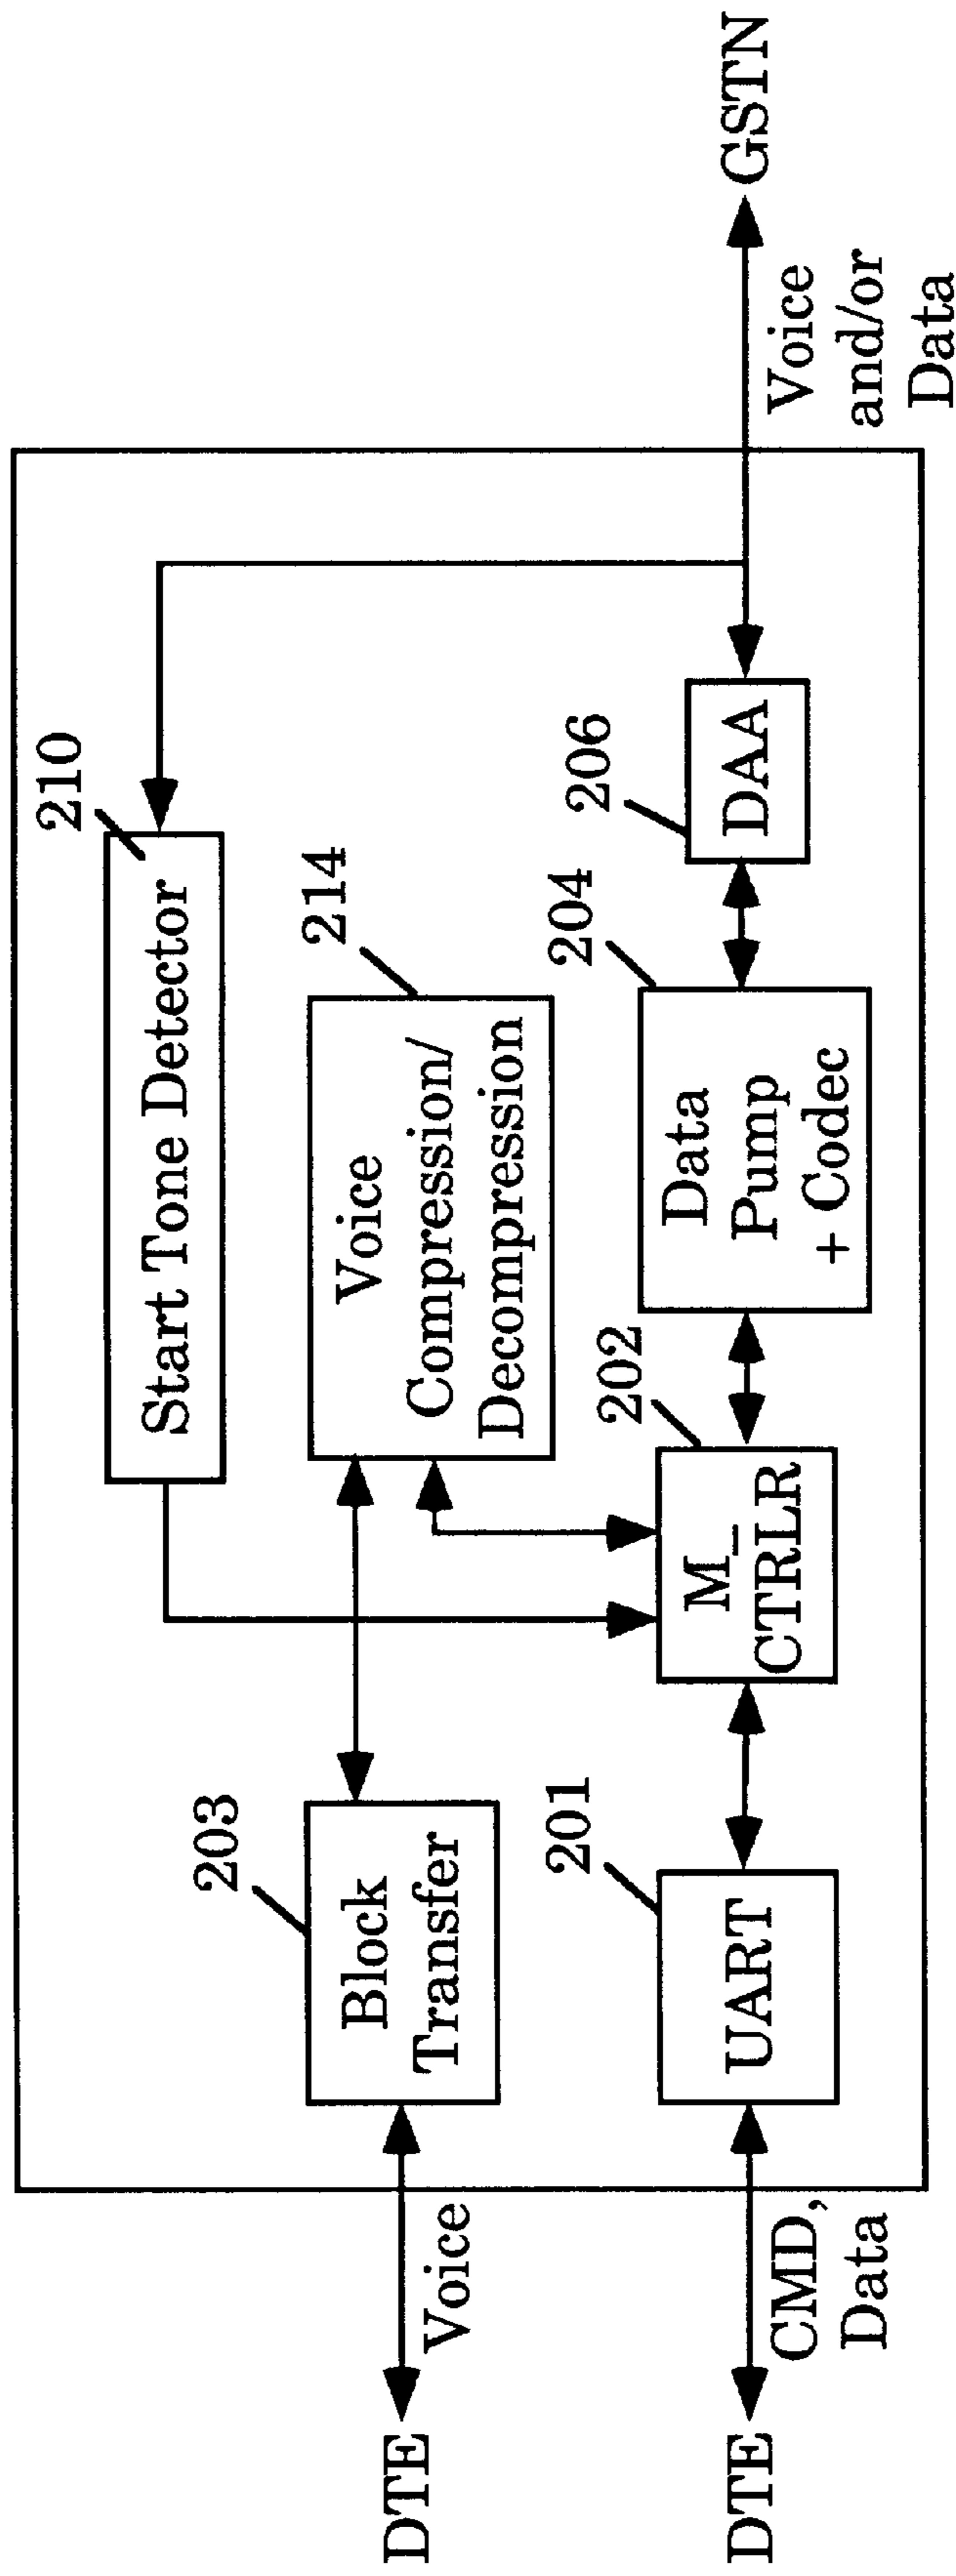 210
Start Tone Detector
214
Voice
Compression/
Decompression
203
Block
Transfer
DTE
Voice
206
DAA
204
Data
Pump
+ Codec
202
M_
CTRLR
201
UART
DTE
CMD,
Data
GSTN
Voice
and/or
Data